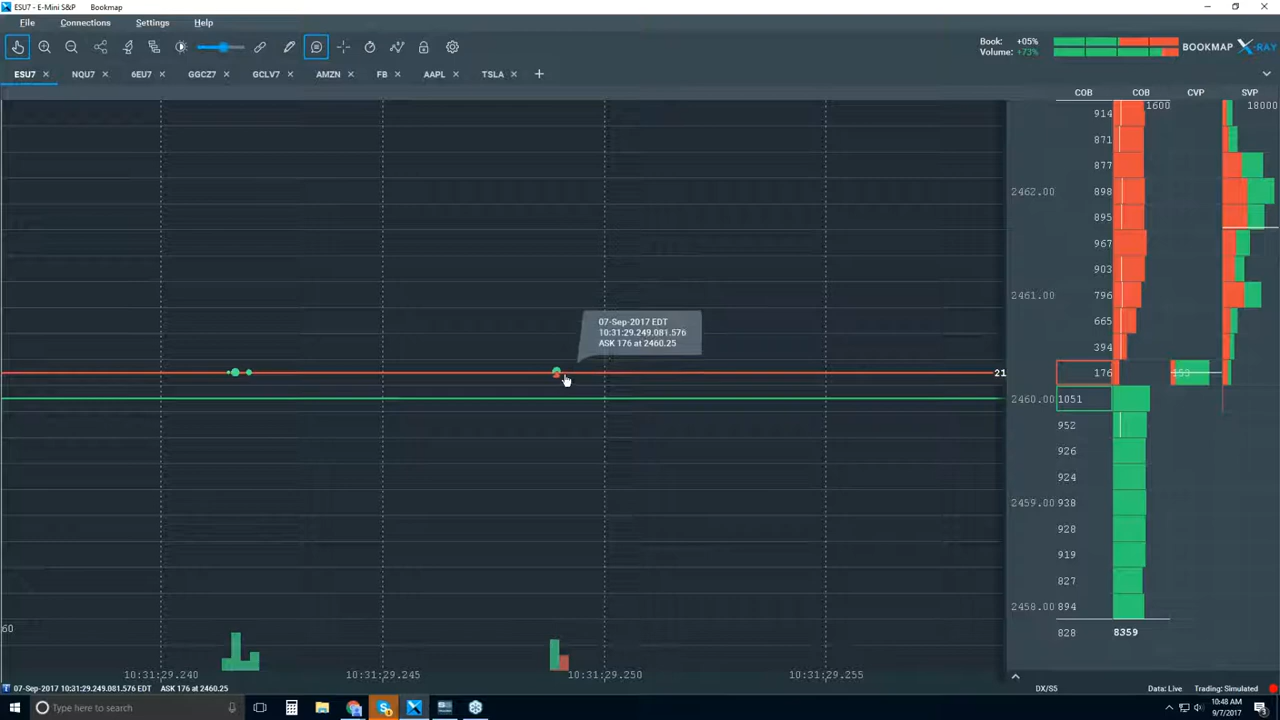 ESU7 - E-Mini S&P Bookmap
File Connections Settings Help
Book: +05%
Volume: +73%
BOOKMAP X-RAY
ESU7 × NQU7 × 6EU7 × GGCZ7 × GCLV7 × AMZN × FB × AAPL × TSLA × +
COB COB CVP SVP
914 1600 18000
871
877
2462.00 898
895
967
903
2461.00 796
665
394
21 176 153
2460.00 1051
952
926
924
2459.00 938
928
919
827
2458.00 894
828 8359
07-Sep-2017 EDT
10:31:29.249.081.576
ASK 176 at 2460.25
60
10:31:29.240 10:31:29.245 10:31:29.250 10:31:29.255
07-Sep-2017 10:31:29.249.081.576 EDT ASK 176 at 2460.25 DX/S5 Data: Live Trading: Simulated
Type here to search
10:48 AM
9/7/2017
3